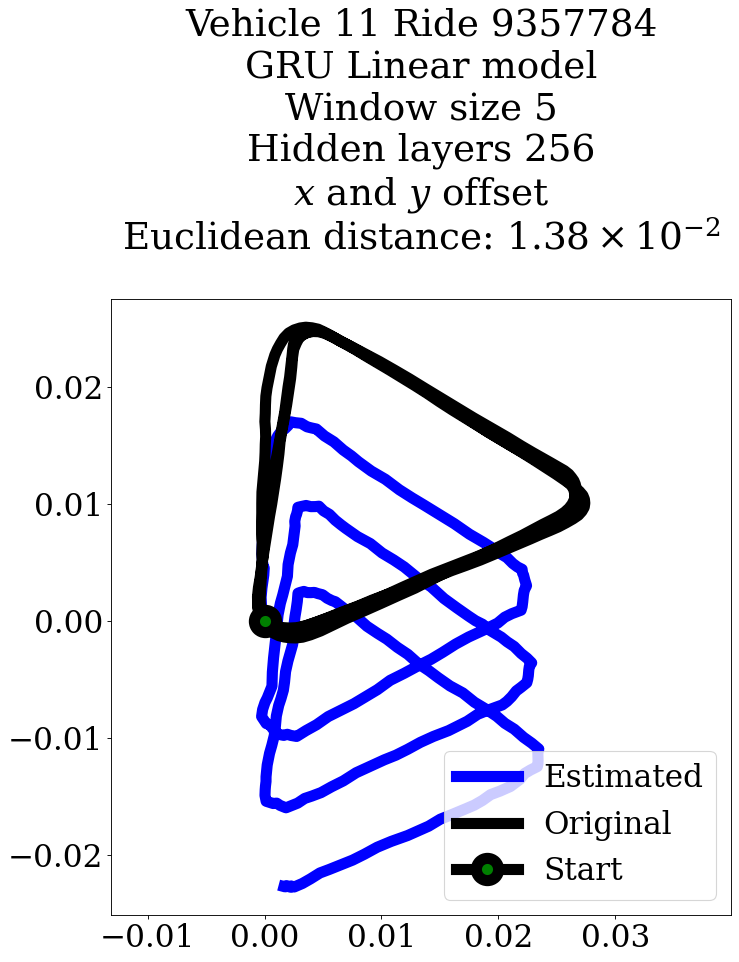 Vehicle 11 Ride 9357784
GRU Linear model
Window size 5
Hidden layers 256
x and y offset
Euclidean distance: 1.38 × 10⁻²
0.02
0.01
0.00
−0.01
−0.02
Estimated
Original
Start
−0.01 0.00 0.01 0.02 0.03